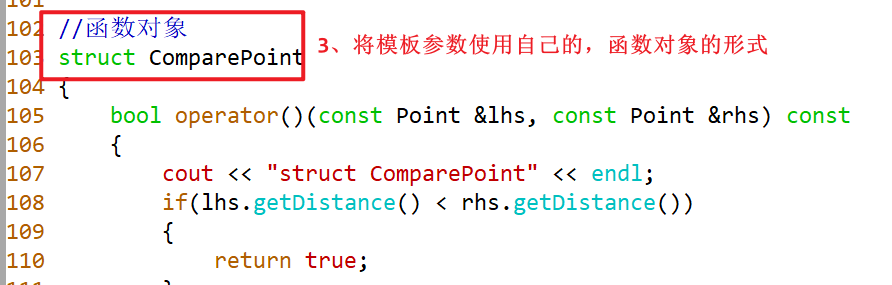 102 //函数对象
103 struct ComparePoint
3、将模板参数使用自己的，函数对象的形式
104 {
105 bool operator()(const Point &lhs, const Point &rhs) const
106 {
107 cout << "struct ComparePoint" << endl;
108 if(lhs.getDistance() < rhs.getDistance())
109 {
110 return true;